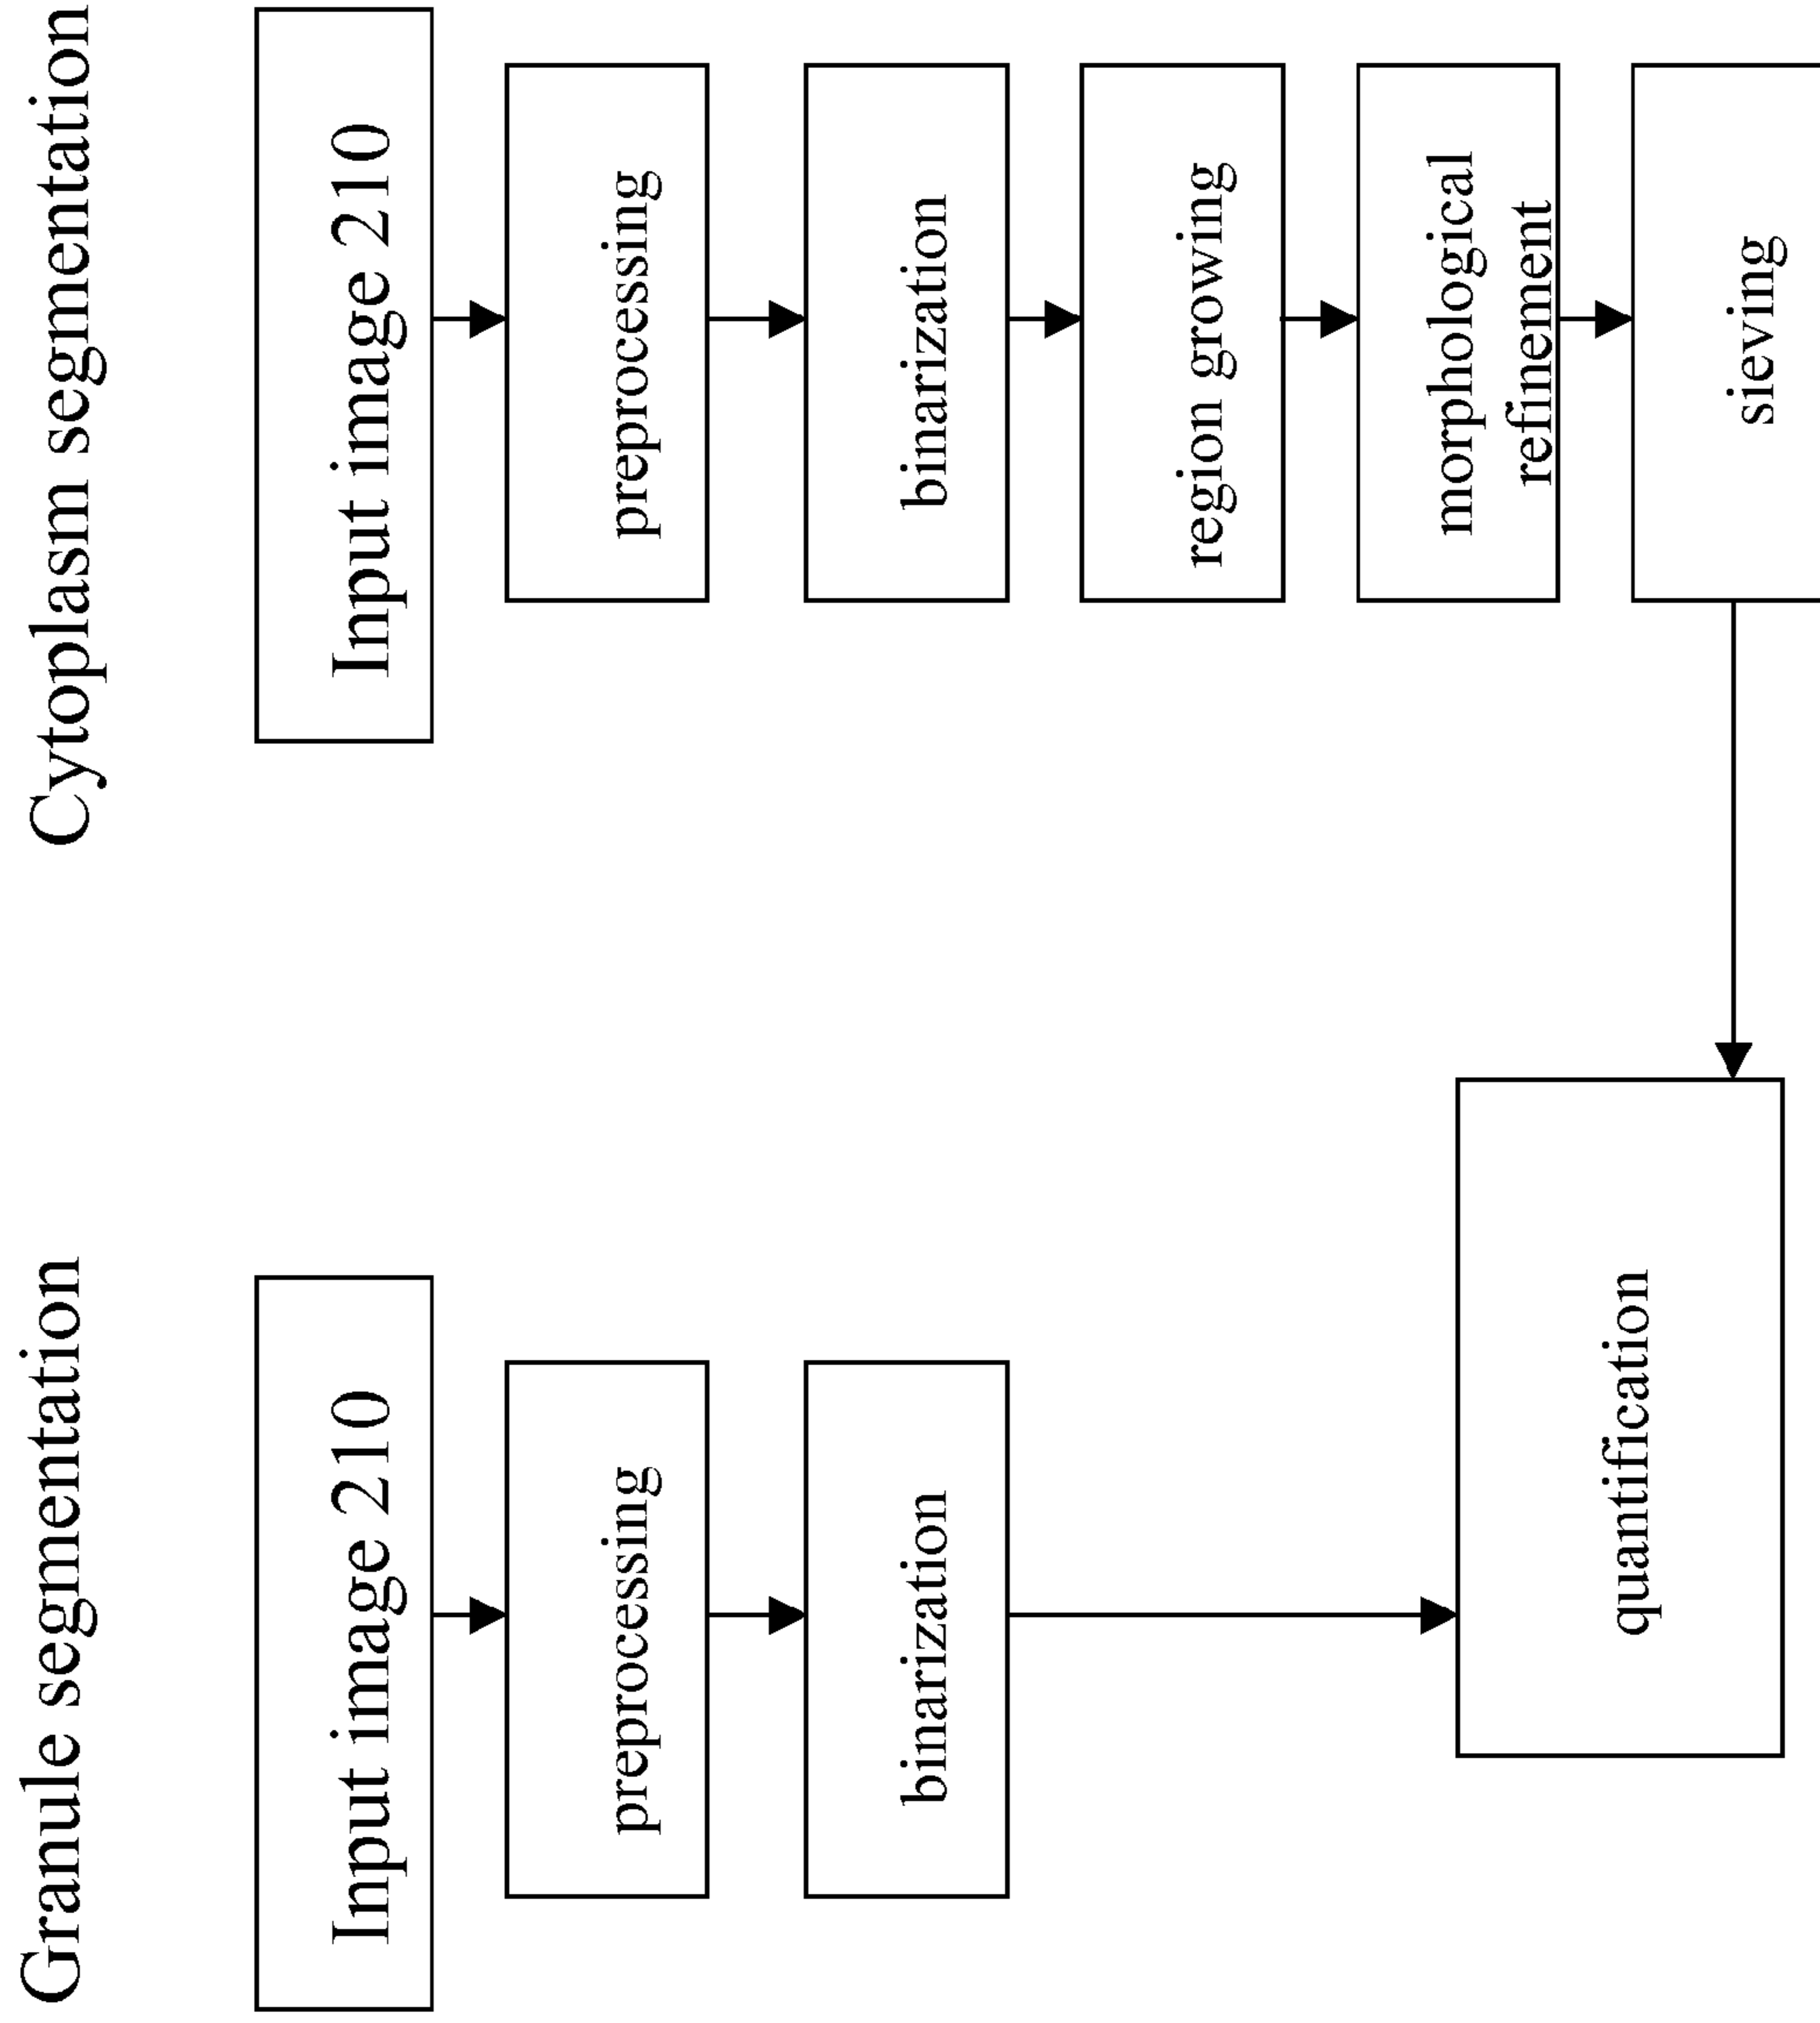 Granule segmentation
Input image 210
preprocessing
binarization
quantification
Cytoplasm segmentation
Input image 210
preprocessing
binarization
region growing
morphological
refinement
sieving